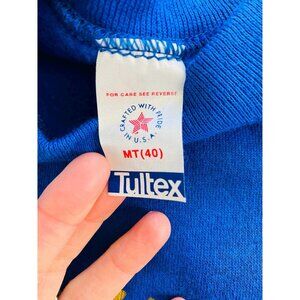 FOR CARE SEE REVERSE
CRAFTED WITH PRIDE
IN U.S.A.
MT(40)
Tultex